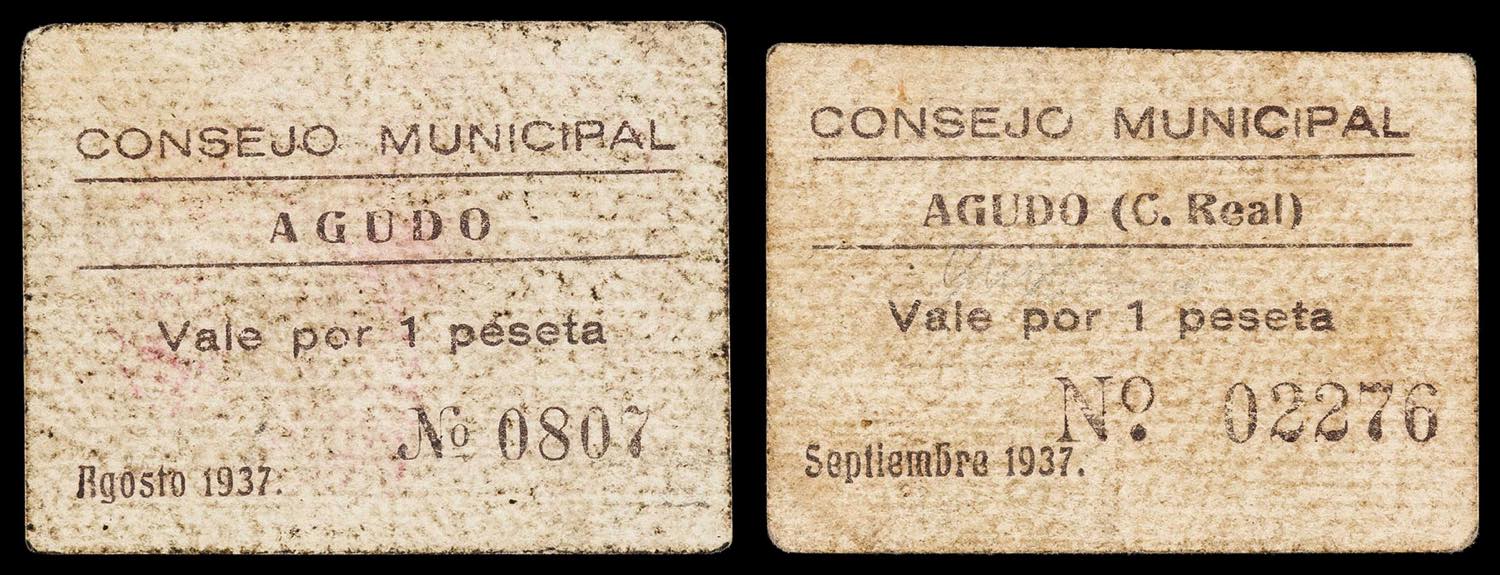 CONSEJO MUNICIPAL
AGUDO
Vale por 1 peseta
Nº 0807
Agosto 1937.
CONSEJO MUNICIPAL
AGUDO (C. Real)
Vale por 1 peseta
Nº 02276
Septiembre 1937.